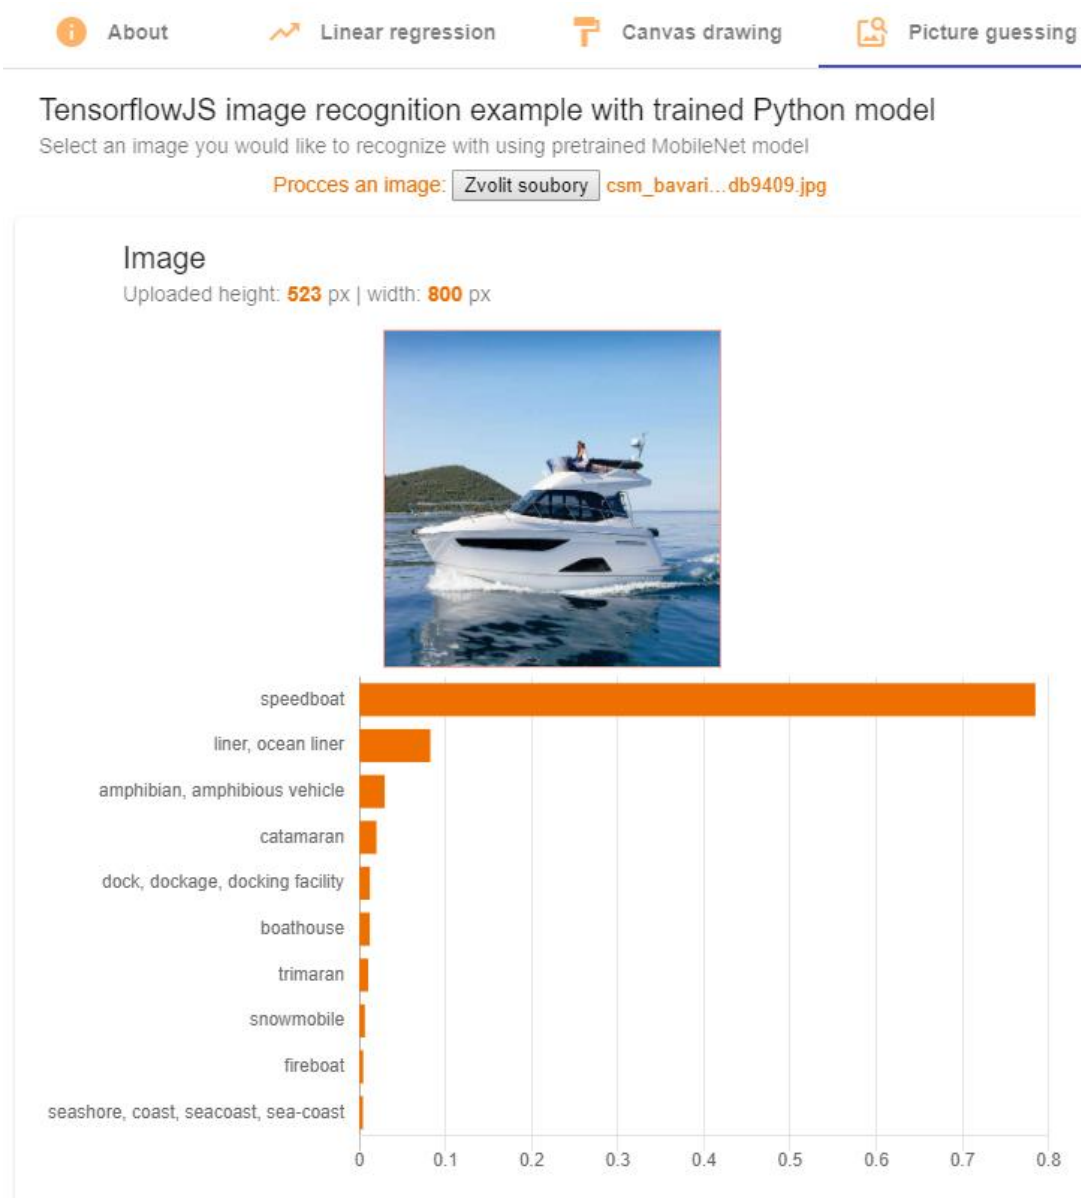 About Linear regression Canvas drawing Picture guessing
TensorflowJS image recognition example with trained Python model
Select an image you would like to recognize with using pretrained MobileNet model
Procces an image: Zvolit soubory csm_bavari...db9409.jpg
Image
Uploaded height: 523 px | width: 800 px
speedboat
liner, ocean liner
amphibian, amphibious vehicle
catamaran
dock, dockage, docking facility
boathouse
trimaran
snowmobile
fireboat
seashore, coast, seacoast, sea-coast
0 0.1 0.2 0.3 0.4 0.5 0.6 0.7 0.8